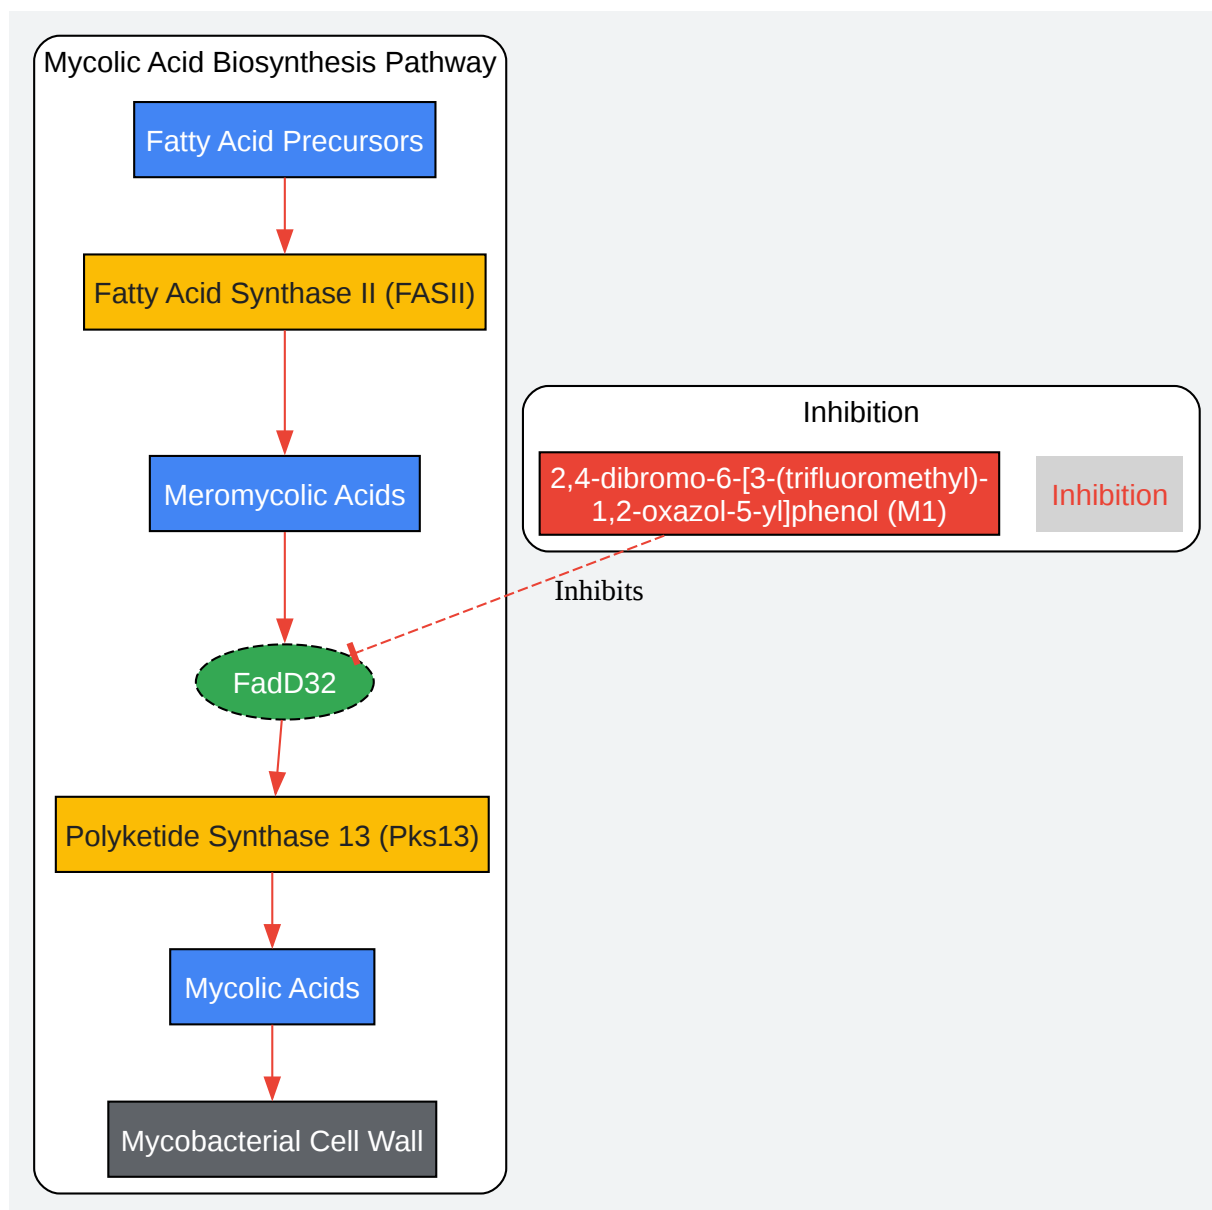 Mycolic Acid Biosynthesis Pathway
Fatty Acid Precursors
Fatty Acid Synthase II (FASII)
Meromycolic Acids
FadD32
Polyketide Synthase 13 (Pks13)
Mycolic Acids
Mycobacterial Cell Wall
Inhibition
2,4-dibromo-6-[3-(trifluoromethyl)-
1,2-oxazol-5-yl]phenol (M1)
Inhibition
Inhibits